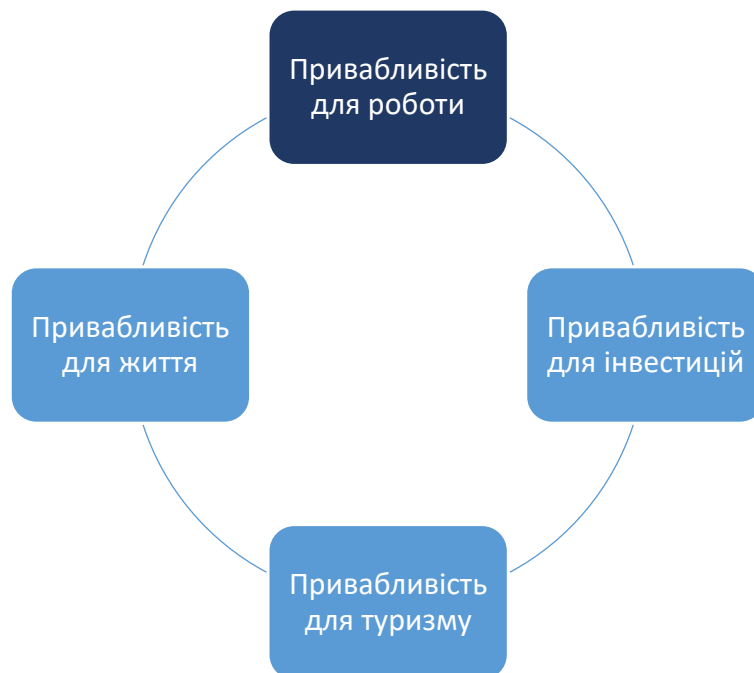 Привабливість
для роботи
Привабливість
для життя
Привабливість
для інвестицій
Привабливість
для туризму